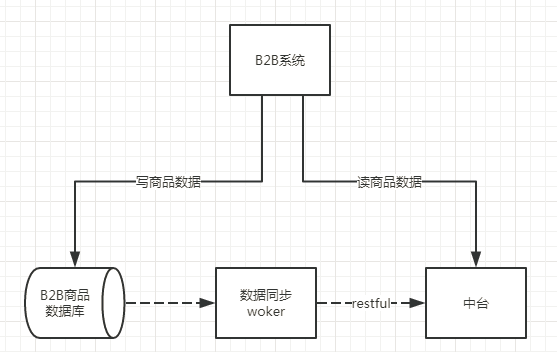 B2B系统
写商品数据
读商品数据
B2B商品
数据库
数据同步
woker
restful
中台